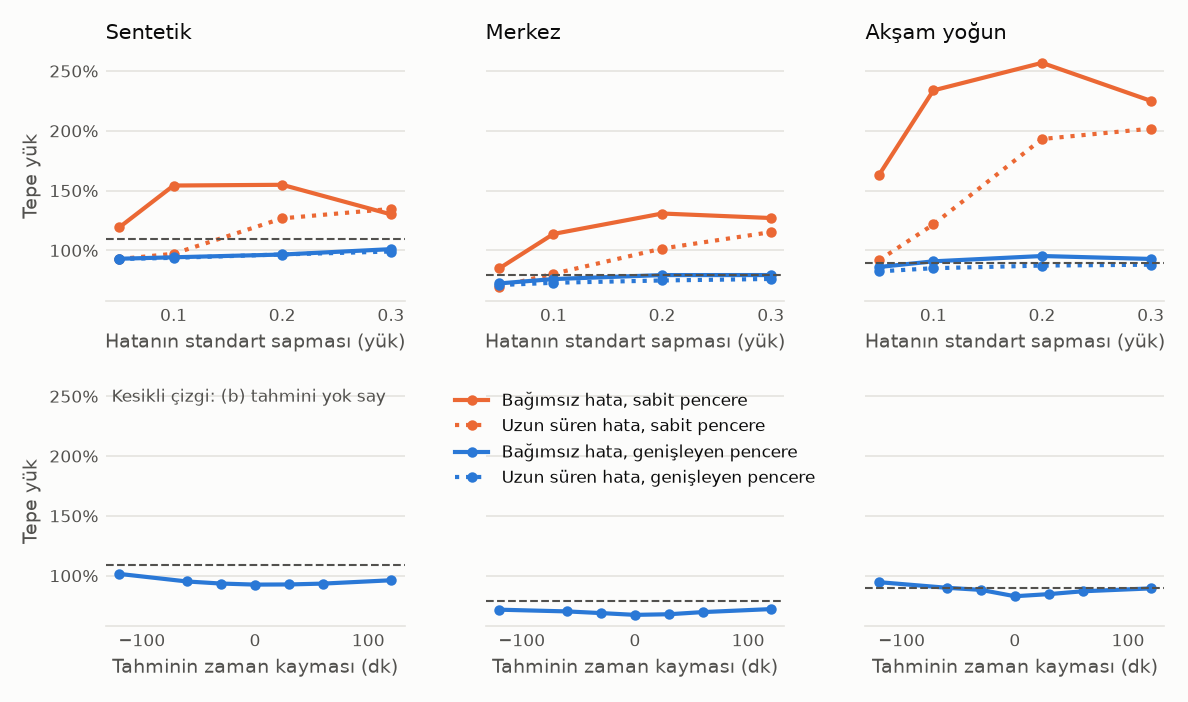 Sentetik
Merkez
Akşam yoğun
250%
200%
150%
100%
Tepe yük
0.1
0.2
0.3
0.1
0.2
0.3
0.1
0.2
0.3
Hatanın standart sapması (yük)
Hatanın standart sapması (yük)
Hatanın standart sapması (yük)
250%
200%
150%
100%
Tepe yük
Kesikli çizgi: (b) tahmini yok say
Bağımsız hata, sabit pencere
Uzun süren hata, sabit pencere
Bağımsız hata, genişleyen pencere
Uzun süren hata, genişleyen pencere
−100
0
100
−100
0
100
−100
0
100
Tahminin zaman kayması (dk)
Tahminin zaman kayması (dk)
Tahminin zaman kayması (dk)